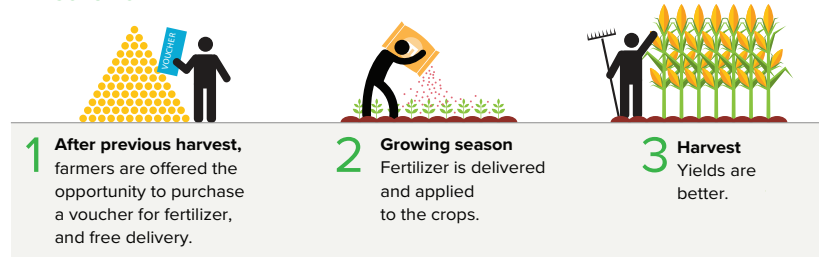 VOUCHER
1 After previous harvest,
farmers are offered the
opportunity to purchase
a voucher for fertilizer,
and free delivery.
2 Growing season
Fertilizer is delivered
and applied
to the crops.
3 Harvest
Yields are
better.